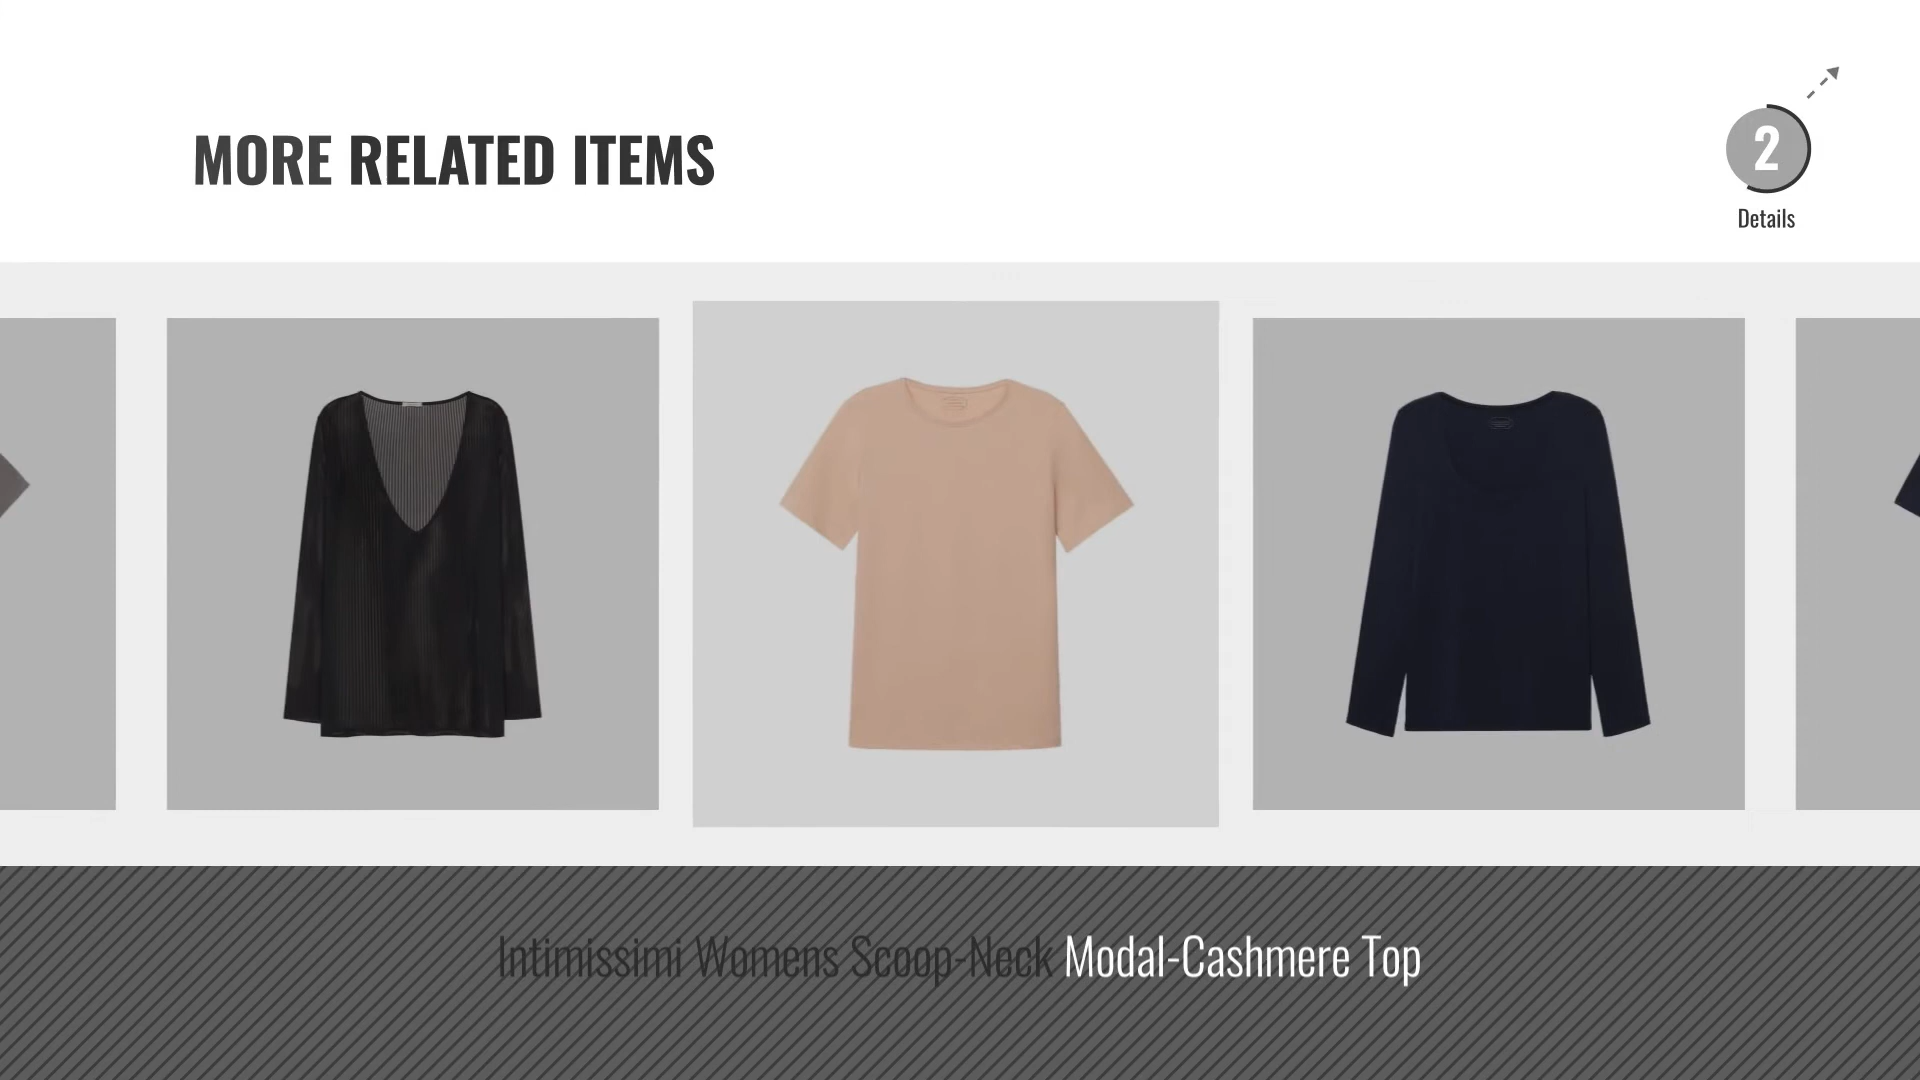 MORE RELATED ITEMS
2
Details
Intimissimi Womens Scoop-Neck Modal-Cashmere Top